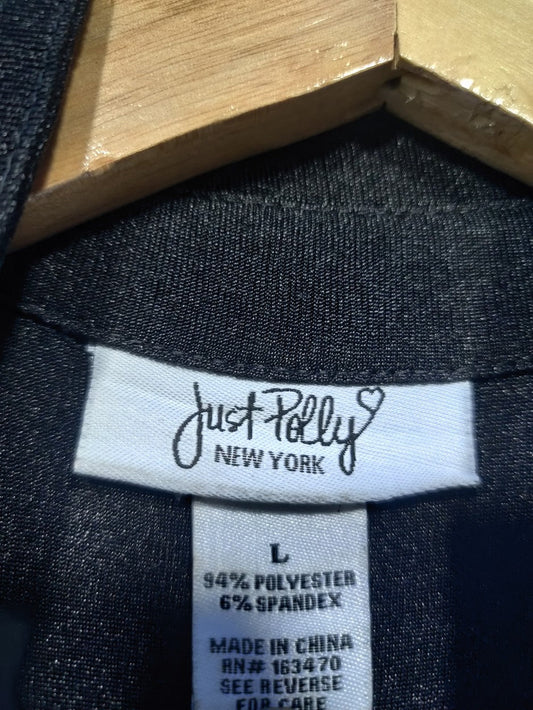 Just Polly
NEW YORK
L
94% POLYESTER
6% SPANDEX
MADE IN CHINA
RN# 163470
SEE REVERSE
FOR CARE